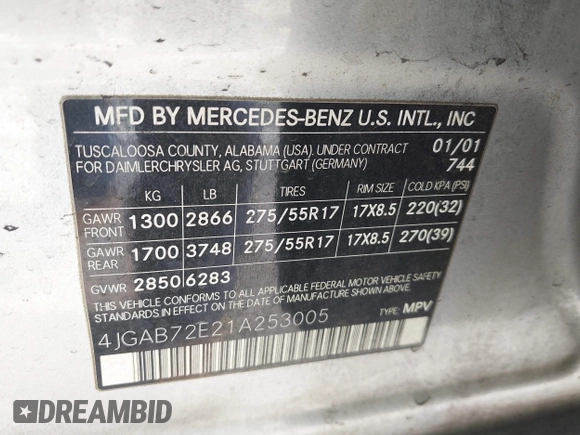 MFD BY MERCEDES-BENZ U.S. INTL., INC
TUSCALOOSA COUNTY, ALABAMA (USA). UNDER CONTRACT 01/01
FOR DAIMLERCHRYSLER AG, STUTTGART (GERMANY) 744
KG LB TIRES RIM SIZE COLD KPA (PSI)
GAWR FRONT 1300 2866 275/55R17 17X8.5 220(32)
GAWR REAR 1700 3748 275/55R17 17X8.5 270(39)
GVWR 2850 6283
THIS VEHICLE CONFORMS TO ALL APPLICABLE FEDERAL MOTOR VEHICLE SAFETY
STANDARDS IN EFFECT ON THE DATE OF MANUFACTURE SHOWN ABOVE.
4JGAB72E21A253005 TYPE: MPV
DREAMBID